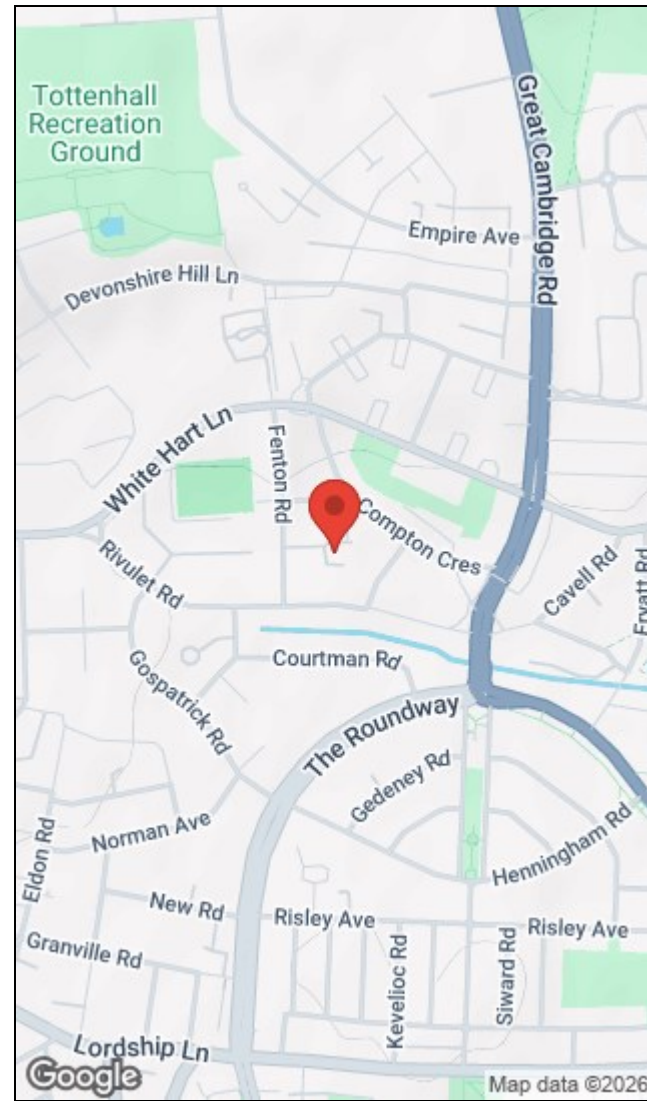 Tottenhall
Recreation
Ground
Great Cambridge Rd
Empire Ave
Devonshire Hill Ln
White Hart Ln
Fenton Rd
Compton Cres
Rivulet Rd
Cavell Rd
Fryatt Rd
Courtman Rd
Gospatrick Rd
The Roundway
Gedeney Rd
Norman Ave
Henningham Rd
Eldon Rd
New Rd
Risley Ave
Risley Ave
Granville Rd
Kevelioc Rd
Siward Rd
Lordship Ln
Google
Map data ©2026